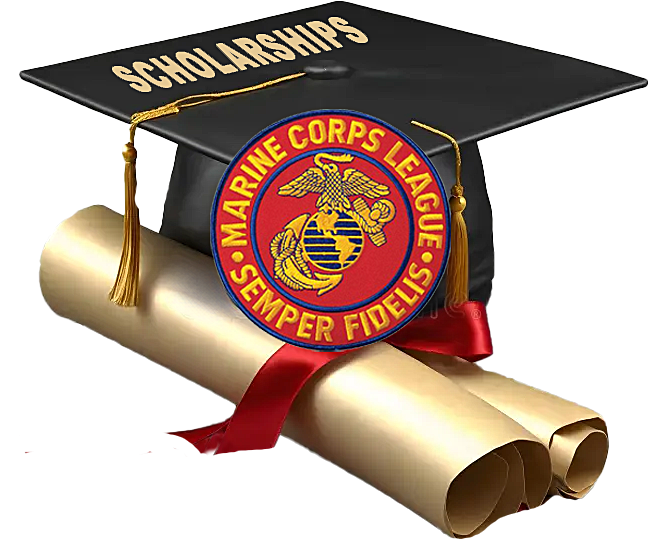 SCHOLARSHIPS
MARINE CORPS LEAGUE
SEMPER FIDELIS